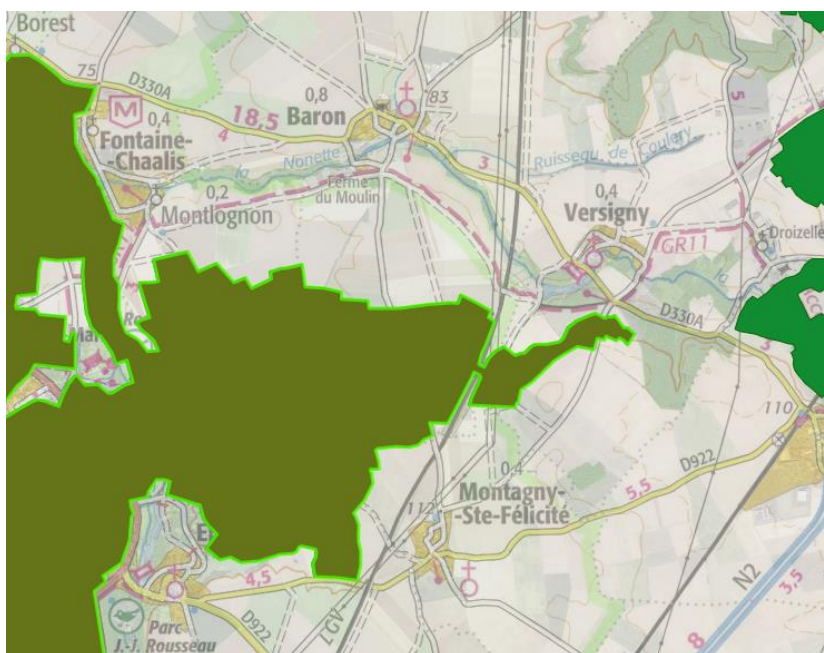 Borest
75
D330A
0,8
83
M
0,4
18,5
Baron
4
Fontaine-
-Chaalis
la Nonette
3
Ruisseau de Coulery
5
0,2
Ferme
du Moulin
0,4
Versigny
Montlognon
GR11
Droizelle
la
D330A
3
Ma
110
0,4
Montagny-
-Ste-Félicité
D922
5,5
112
E
4,5
N2
3,5
LGV
D922
8
Parc
J.-J. Rousseau